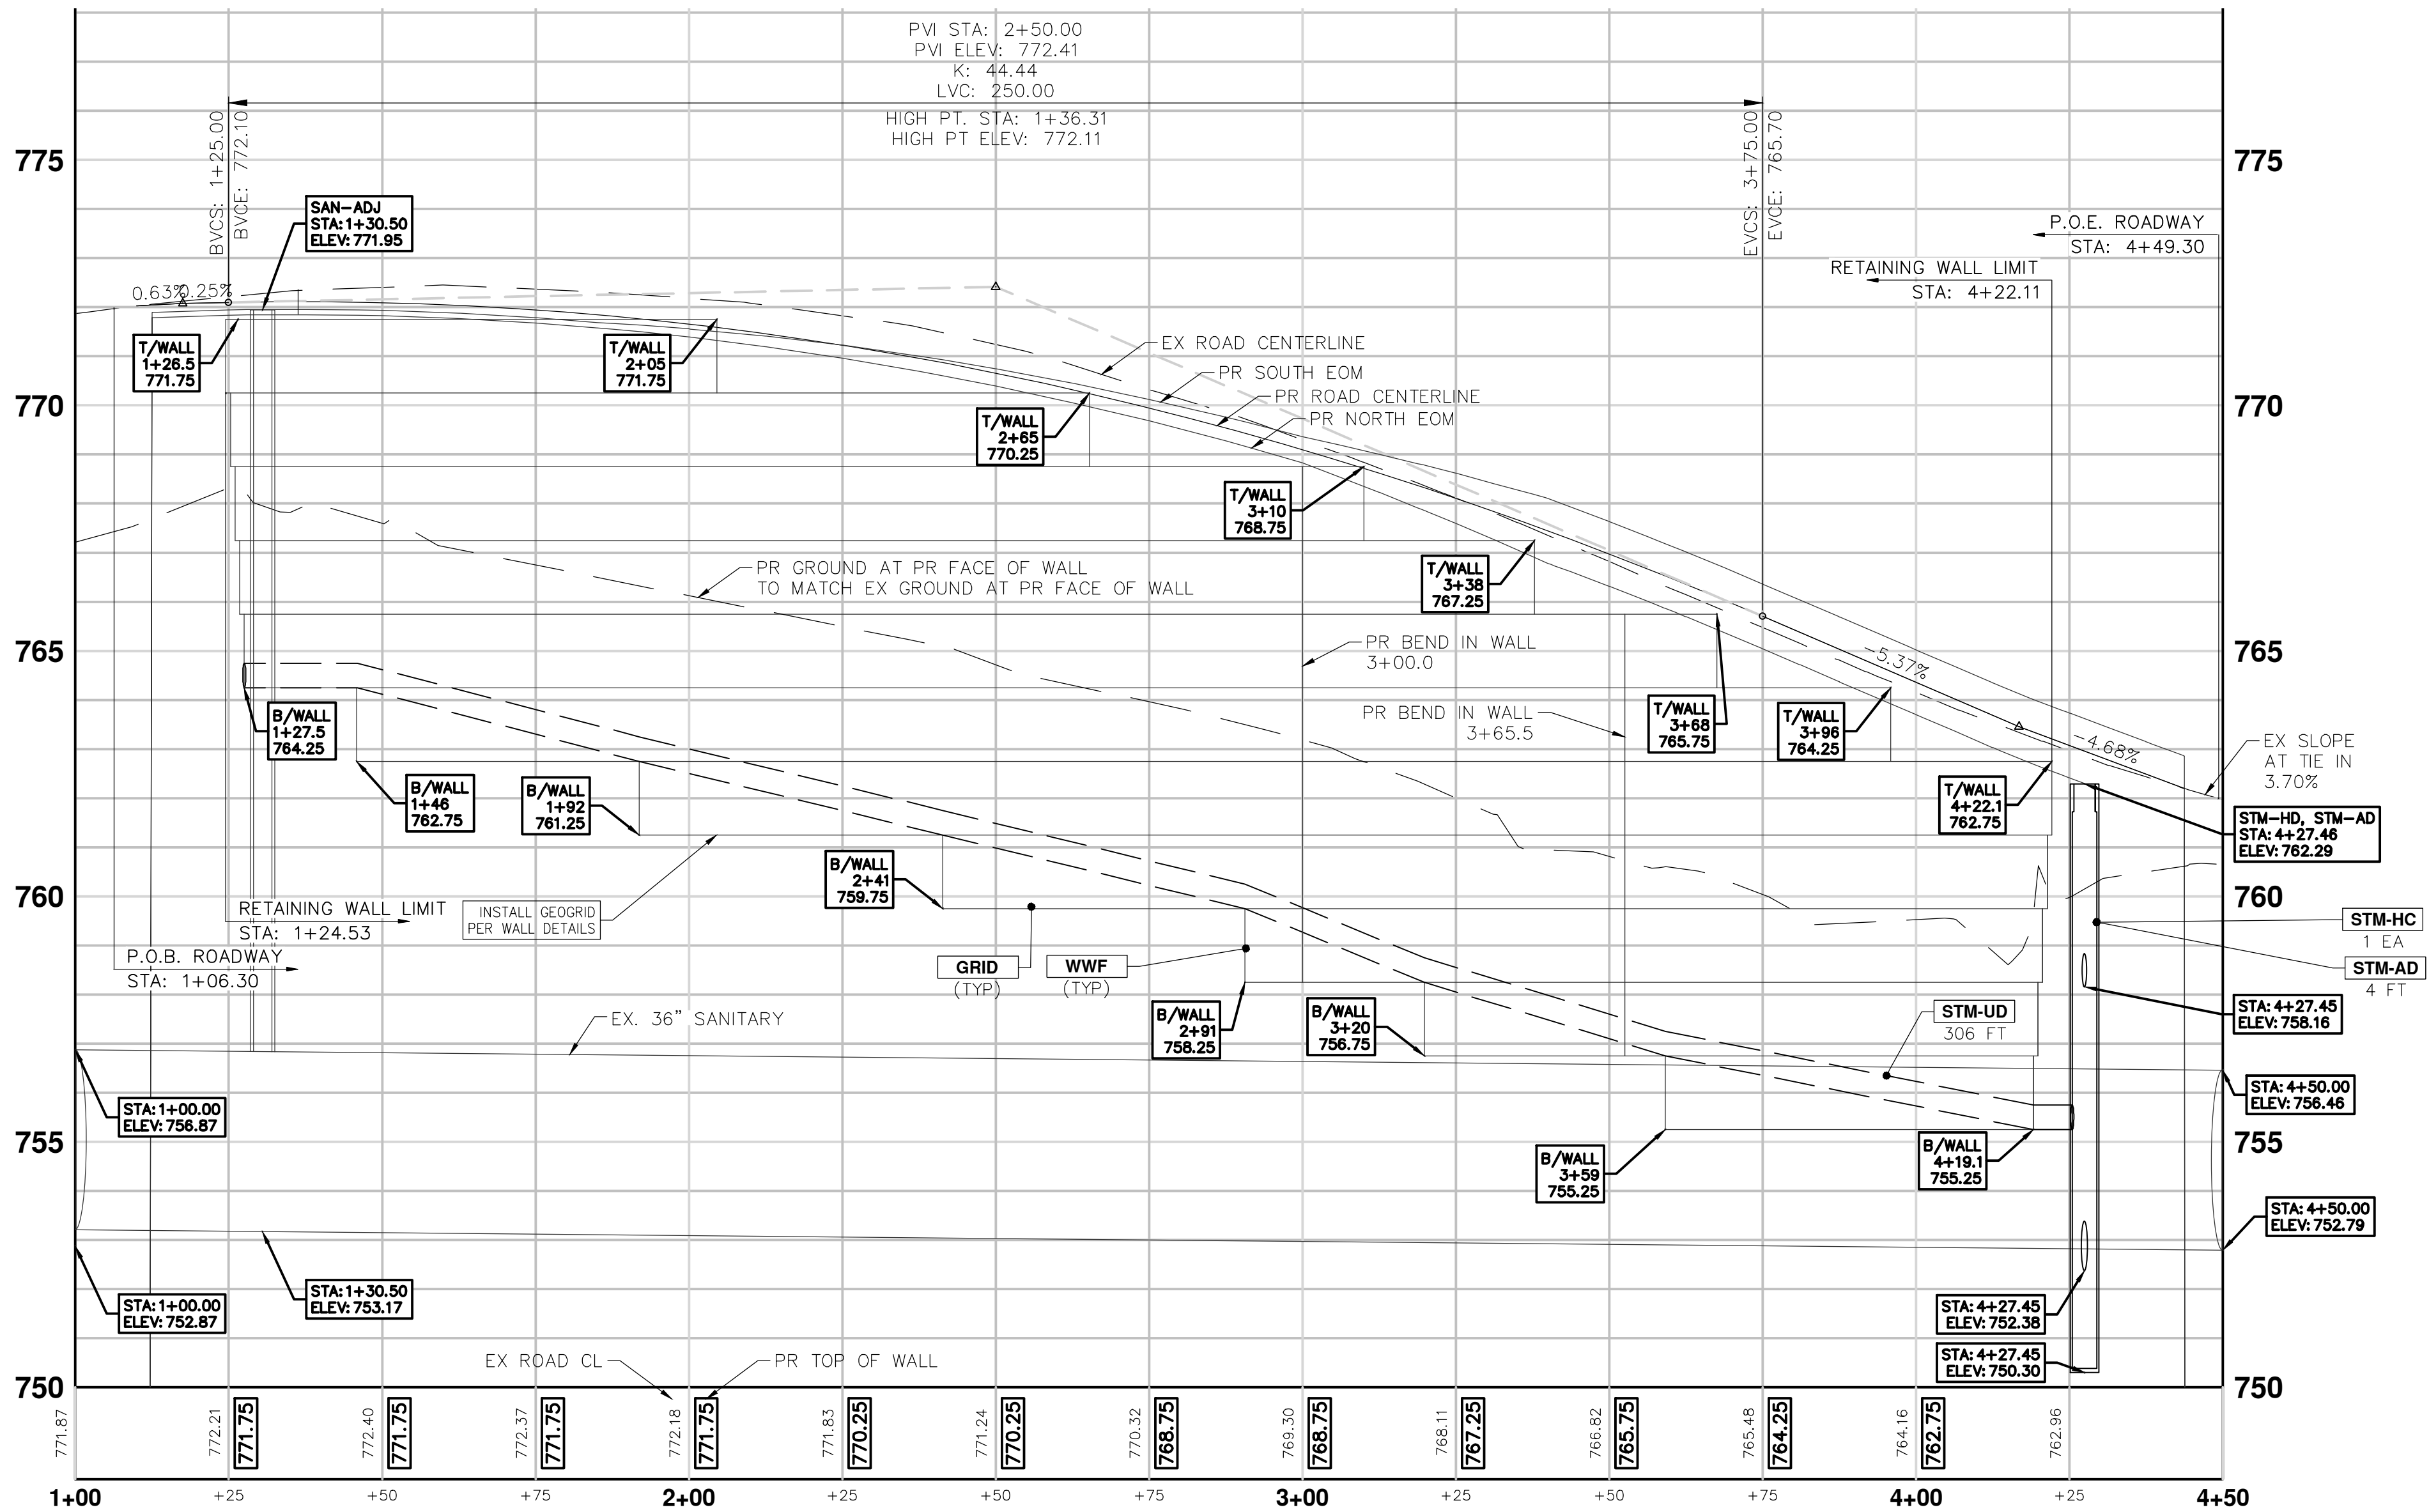 PVI STA: 2+50.00
PVI ELEV: 772.41
K: 44.44
LVC: 250.00
HIGH PT. STA: 1+36.31
HIGH PT ELEV: 772.11
BVCS: 1+25.00
BVCE: 772.10
EVCS: 3+75.00
EVCE: 765.70
775
775
SAN-ADJ
STA: 1+30.50
ELEV: 771.95
P.O.E. ROADWAY
STA: 4+49.30
RETAINING WALL LIMIT
STA: 4+22.11
0.63%
0.25%
T/WALL
1+26.5
771.75
T/WALL
2+05
771.75
EX ROAD CENTERLINE
PR SOUTH EOM
PR ROAD CENTERLINE
PR NORTH EOM
770
770
T/WALL
2+65
770.25
T/WALL
3+10
768.75
T/WALL
3+38
767.25
PR GROUND AT PR FACE OF WALL
TO MATCH EX GROUND AT PR FACE OF WALL
765
765
PR BEND IN WALL
3+00.0
-5.37%
PR BEND IN WALL
3+65.5
T/WALL
3+68
765.75
T/WALL
3+96
764.25
-4.68%
EX SLOPE
AT TIE IN
3.70%
B/WALL
1+27.5
764.25
B/WALL
1+46
762.75
B/WALL
1+92
761.25
T/WALL
4+22.1
762.75
STM-HD, STM-AD
STA: 4+27.46
ELEV: 762.29
B/WALL
2+41
759.75
760
760
RETAINING WALL LIMIT
STA: 1+24.53
INSTALL GEOGRID
PER WALL DETAILS
STM-HC
1 EA
P.O.B. ROADWAY
STA: 1+06.30
GRID
(TYP)
WWF
(TYP)
STM-AD
4 FT
EX. 36" SANITARY
B/WALL
2+91
758.25
B/WALL
3+20
756.75
STM-UD
306 FT
STA: 4+27.45
ELEV: 758.16
STA: 1+00.00
ELEV: 756.87
STA: 4+50.00
ELEV: 756.46
755
755
B/WALL
3+59
755.25
B/WALL
4+19.1
755.25
STA: 4+50.00
ELEV: 752.79
STA: 1+00.00
ELEV: 752.87
STA: 1+30.50
ELEV: 753.17
STA: 4+27.45
ELEV: 752.38
STA: 4+27.45
ELEV: 750.30
EX ROAD CL
PR TOP OF WALL
750
750
771.87
772.21
771.75
772.40
771.75
772.37
771.75
772.18
771.75
771.83
770.25
771.24
770.25
770.32
768.75
769.30
768.75
768.11
767.25
766.82
765.75
765.48
764.25
764.16
762.75
762.96
1+00
+25
+50
+75
2+00
+25
+50
+75
3+00
+25
+50
+75
4+00
+25
4+50